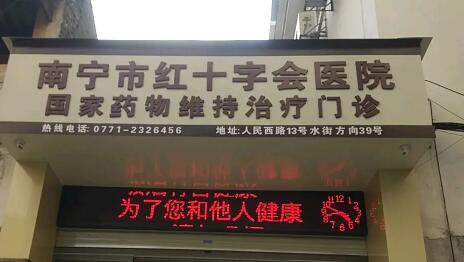 南宁市红十字会医院
国家药物维持治疗门诊
热线电话:0771-2326456 地址:人民西路13号水街方向39号
为了您和他人健康